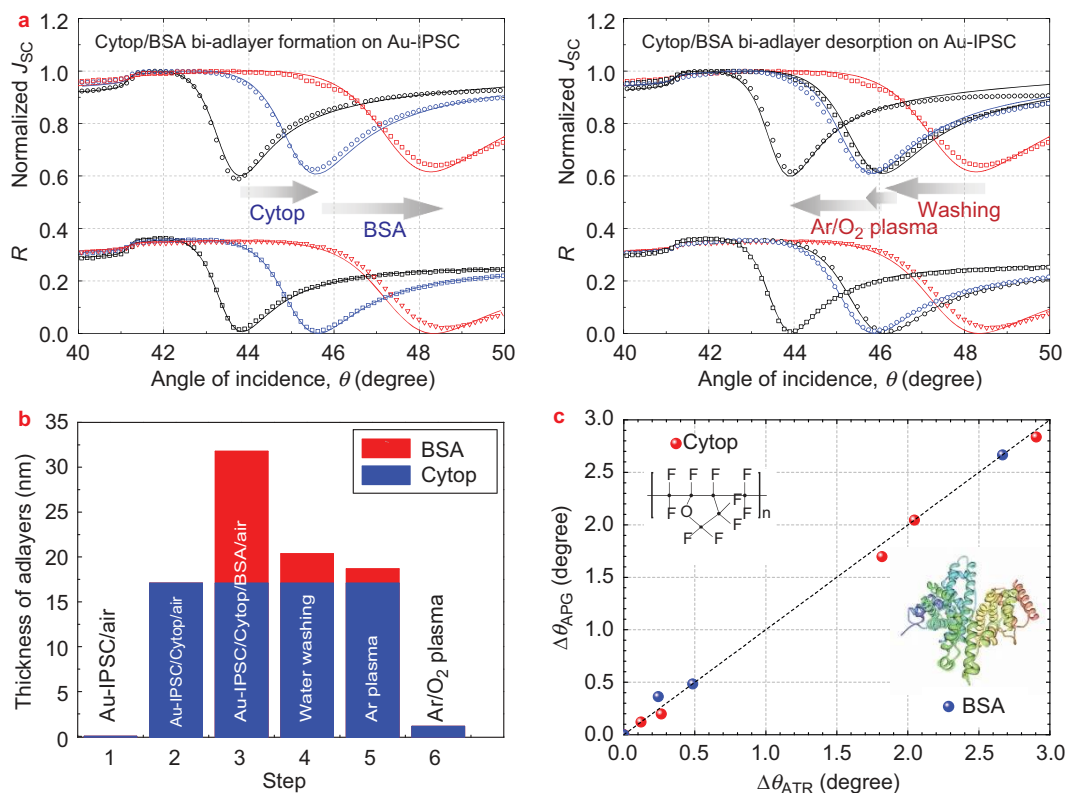 a
Cytop/BSA bi-adlayer formation on Au-IPSC
Normalized J_SC
1.2
1.0
0.8
0.6
0.4
0.2
0.0
R
Cytop
BSA
40 42 44 46 48 50
Angle of incidence, θ (degree)
Cytop/BSA bi-adlayer desorption on Au-IPSC
Normalized J_SC
1.2
1.0
0.8
0.6
0.4
0.2
0.0
R
Washing
Ar/O₂ plasma
40 42 44 46 48 50
Angle of incidence, θ (degree)
b
Thickness of adlayers (nm)
35
30
25
20
15
10
5
0
BSA
Cytop
Au-IPSC/air
Au-IPSC/Cytop/air
Au-IPSC/Cytop/BSA/air
Water washing
Ar plasma
Ar/O₂ plasma
1 2 3 4 5 6
Step
c
Δθ_APG (degree)
3.0
2.5
2.0
1.5
1.0
0.5
0.0
Cytop
F F F F
F O F F F n
F F F
BSA
0.0 0.5 1.0 1.5 2.0 2.5 3.0
Δθ_ATR (degree)